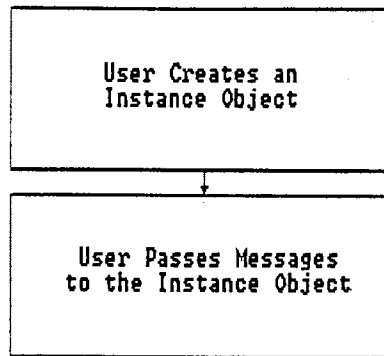 User Creates an
Instance Object
User Passes Messages
to the Instance Object